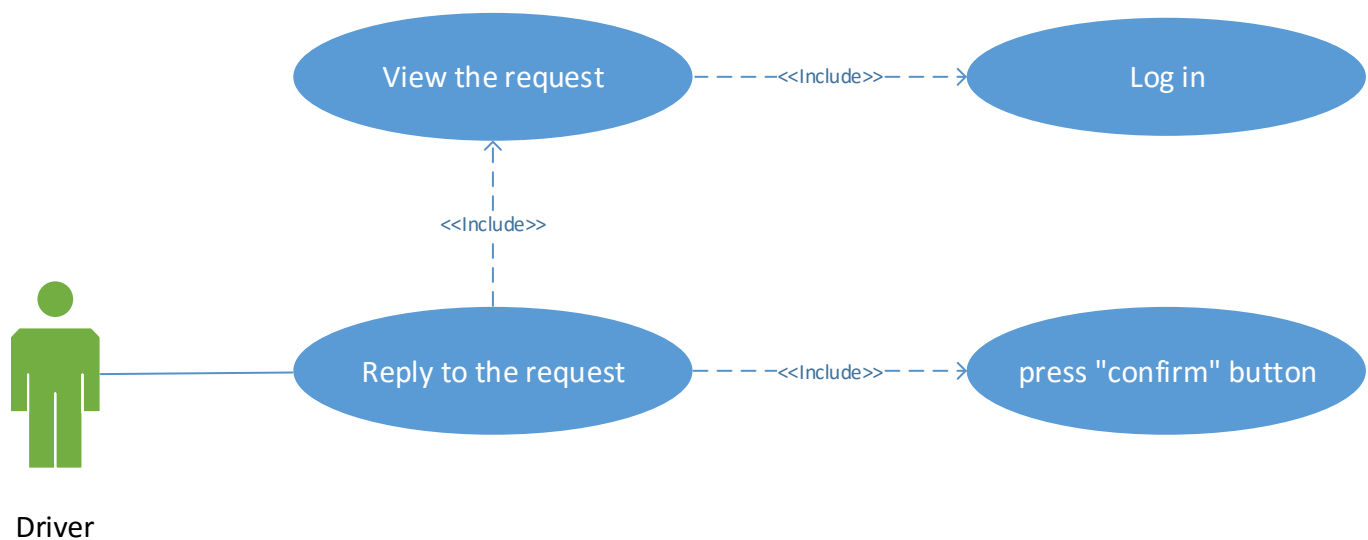 View the request
<<Include>>
Log in
<<Include>>
Reply to the request
<<Include>>
press "confirm" button
Driver